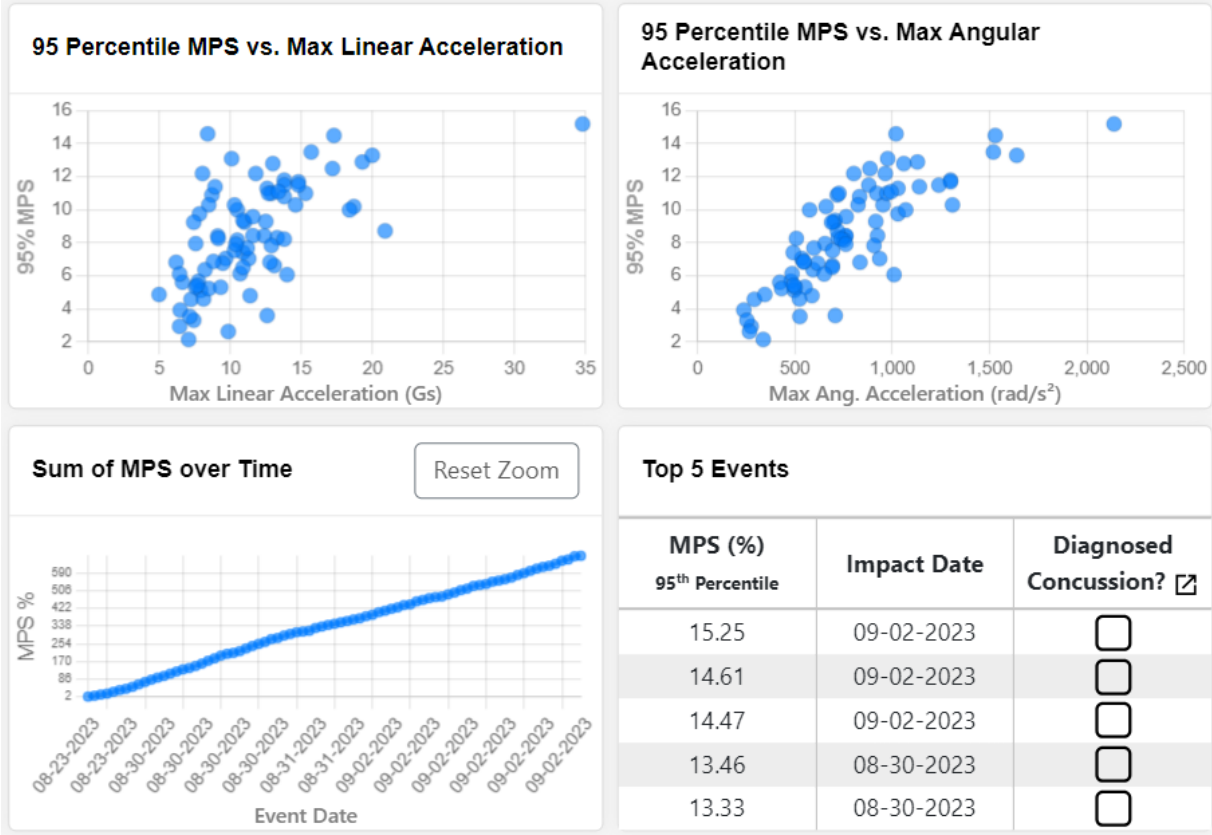 95 Percentile MPS vs. Max Linear Acceleration
16
14
12
10
8
6
4
2
95% MPS
0 5 10 15 20 25 30 35
Max Linear Acceleration (Gs)
95 Percentile MPS vs. Max Angular
Acceleration
16
14
12
10
8
6
4
2
95% MPS
0 500 1,000 1,500 2,000 2,500
Max Ang. Acceleration (rad/s²)
Sum of MPS over Time
Reset Zoom
590
506
422
338
254
170
86
2
MPS %
08-23-2023
08-23-2023
08-30-2023
08-30-2023
08-30-2023
08-30-2023
08-31-2023
08-31-2023
09-02-2023
09-02-2023
09-02-2023
09-02-2023
09-02-2023
09-02-2023
Event Date
Top 5 Events
MPS (%)
95th Percentile
Impact Date
Diagnosed
Concussion?
15.25 09-02-2023
14.61 09-02-2023
14.47 09-02-2023
13.46 08-30-2023
13.33 08-30-2023